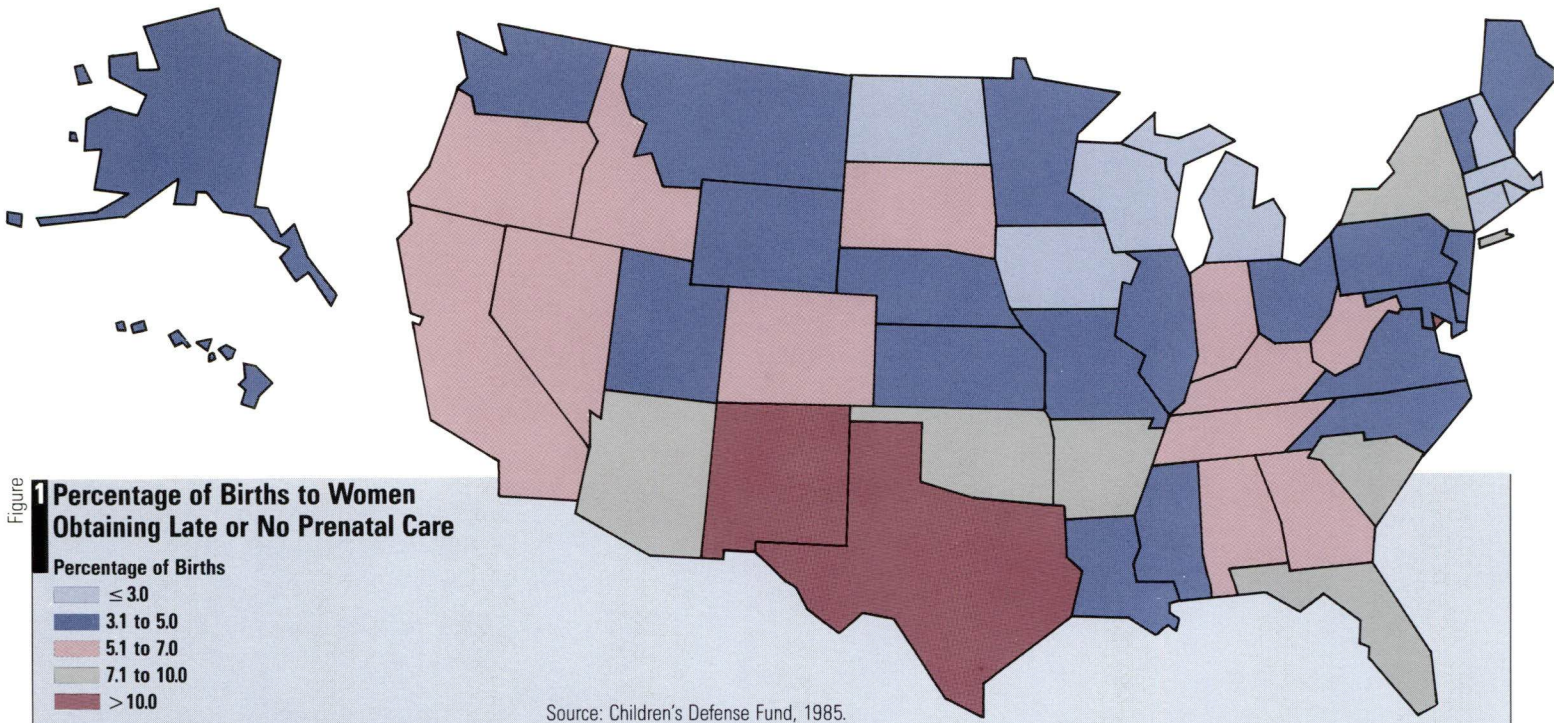 Figure
1 Percentage of Births to Women
Obtaining Late or No Prenatal Care
Percentage of Births
≤ 3.0
3.1 to 5.0
5.1 to 7.0
7.1 to 10.0
> 10.0
Source: Children's Defense Fund, 1985.